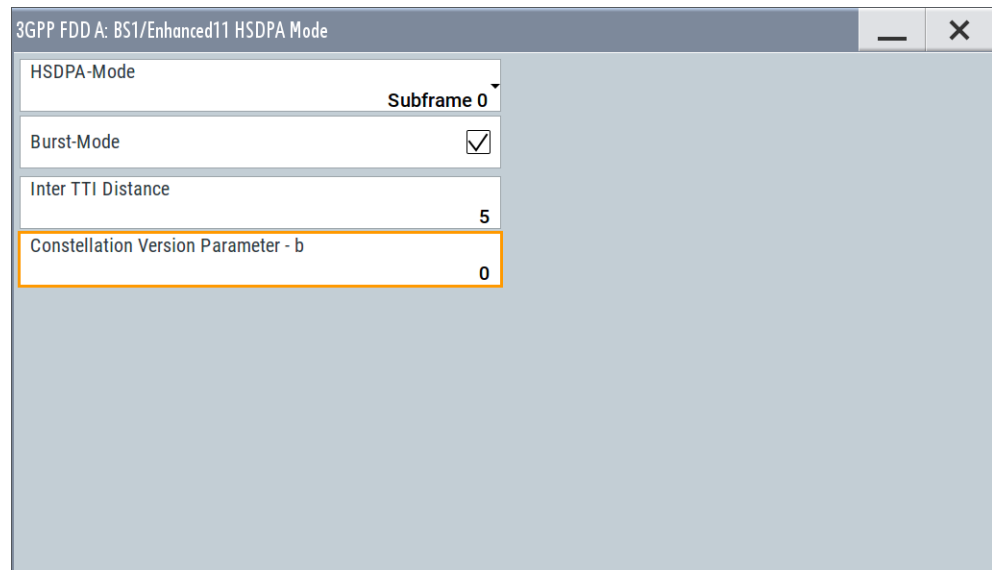 3GPP FDD A: BS1/Enhanced11 HSDPA Mode
HSDPA-Mode
Subframe 0
Burst-Mode
Inter TTI Distance
5
Constellation Version Parameter - b
0